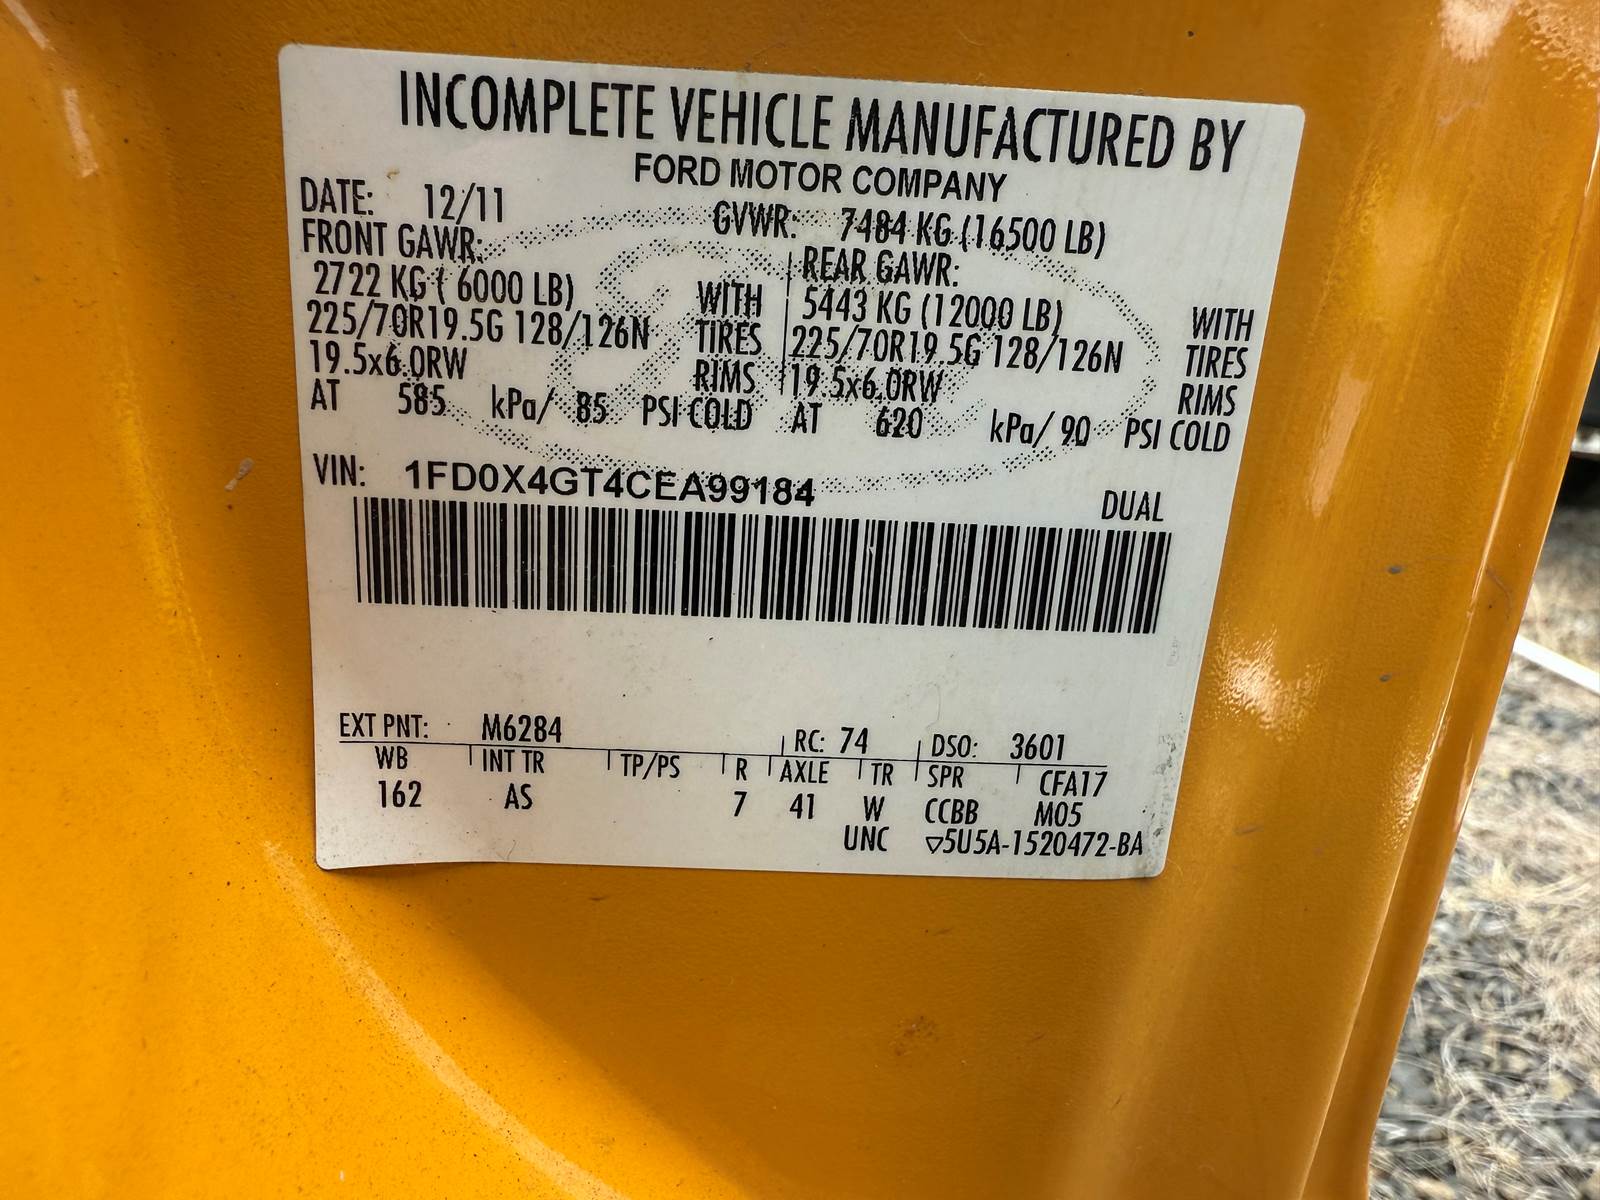 INCOMPLETE VEHICLE MANUFACTURED BY
FORD MOTOR COMPANY
DATE: 12/11 GVWR: 7484 KG (16500 LB)
FRONT GAWR: REAR GAWR:
2722 KG ( 6000 LB) WITH 5443 KG (12000 LB) WITH
225/70R19.5G 128/126N TIRES 225/70R19.5G 128/126N TIRES
19.5x6.0RW RIMS 19.5x6.0RW RIMS
AT 585 kPa/ 85 PSI COLD AT 620 kPa/ 90 PSI COLD
VIN: 1FD0X4GT4CEA99184
DUAL
EXT PNT: M6284 RC: 74 DSO: 3601
WB INT TR TP/PS R AXLE TR SPR CFA17
162 AS 7 41 W CCBB M05
UNC ▽5U5A-1520472-BA